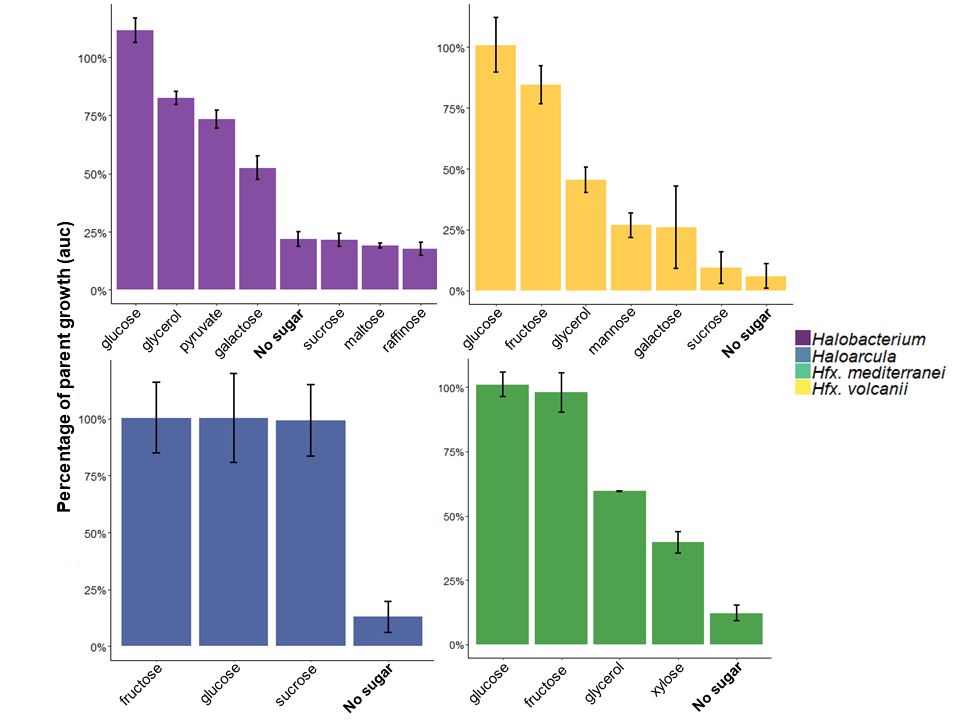 Percentage of parent growth (auc)
100%
75%
50%
25%
0%
glucose
glycerol
pyruvate
galactose
No sugar
sucrose
maltose
raffinose
100%
75%
50%
25%
0%
glucose
fructose
glycerol
mannose
galactose
sucrose
No sugar
100%
75%
50%
25%
0%
fructose
glucose
sucrose
No sugar
100%
75%
50%
25%
0%
glucose
fructose
glycerol
xylose
No sugar
Halobacterium
Haloarcula
Hfx. mediterranei
Hfx. volcanii